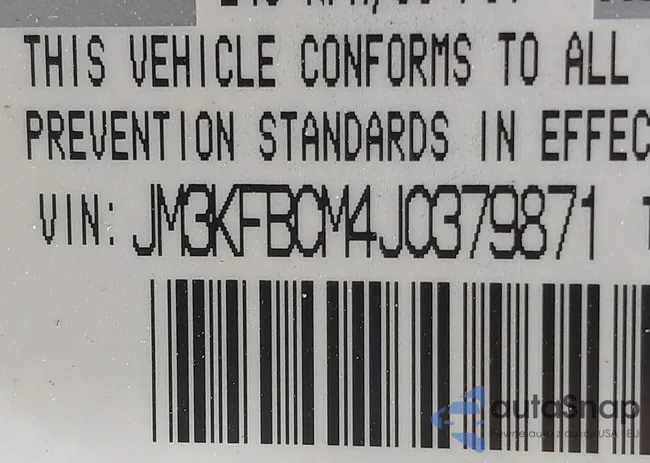 THIS VEHICLE CONFORMS TO ALL
PREVENTION STANDARDS IN EFFEC
VIN: JM3KFBCM4J0379871
autoSnap